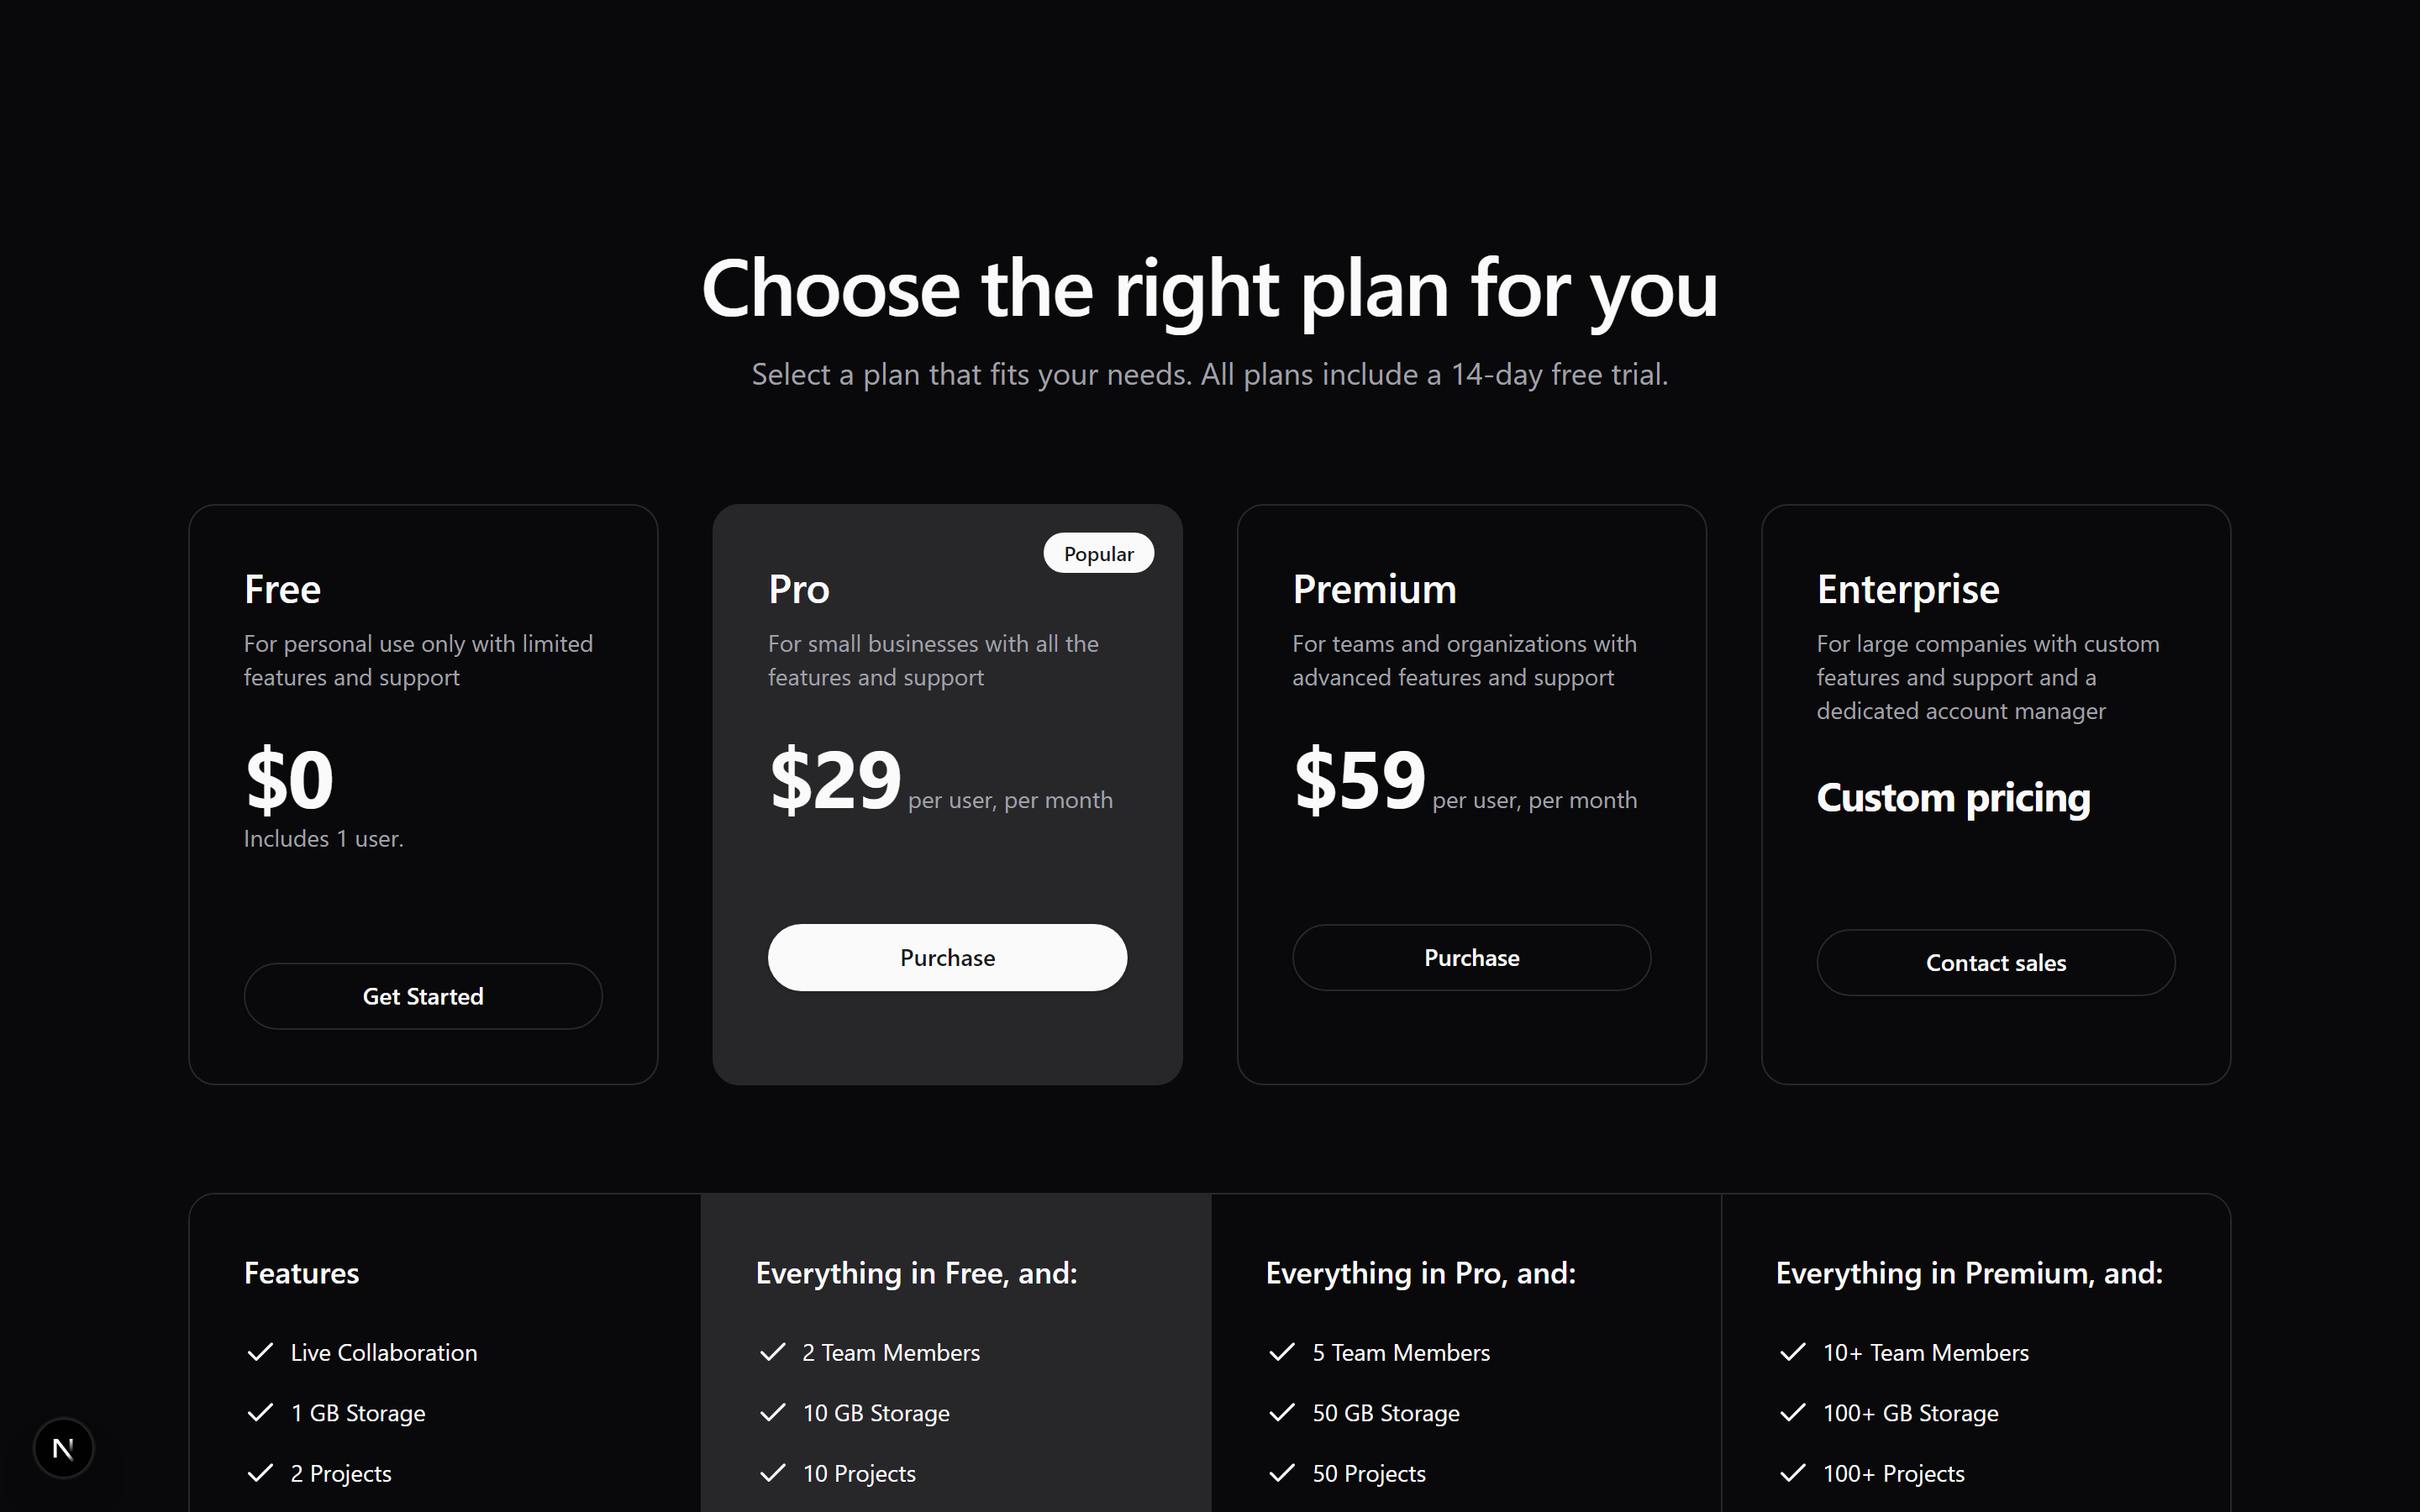 Choose the right plan for you
Select a plan that fits your needs. All plans include a 14-day free trial.
Free
For personal use only with limited
features and support
$0
Includes 1 user.
Get Started
Popular
Pro
For small businesses with all the
features and support
$29 per user, per month
Purchase
Premium
For teams and organizations with
advanced features and support
$59 per user, per month
Purchase
Enterprise
For large companies with custom
features and support and a
dedicated account manager
Custom pricing
Contact sales
Features
Live Collaboration
1 GB Storage
2 Projects
Everything in Free, and:
2 Team Members
10 GB Storage
10 Projects
Everything in Pro, and:
5 Team Members
50 GB Storage
50 Projects
Everything in Premium, and:
10+ Team Members
100+ GB Storage
100+ Projects
N